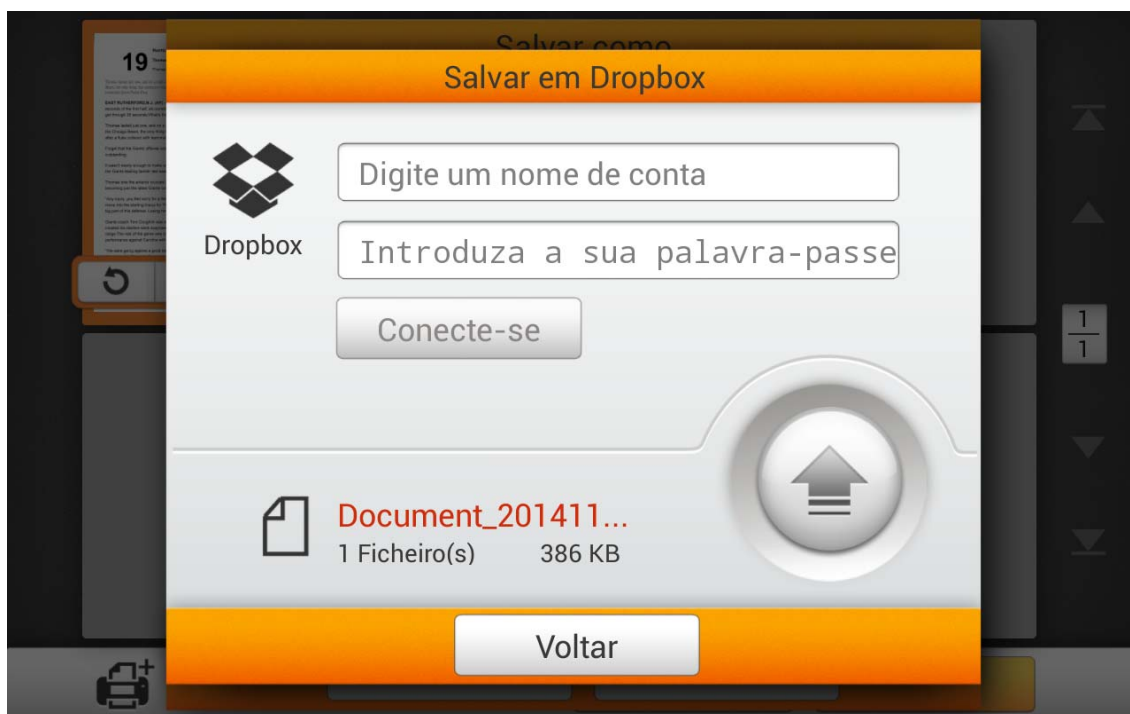 Salvar como
Salvar em Dropbox
19
Digite um nome de conta
Dropbox
Introduza a sua palavra-passe
Conecte-se
1
1
Document_201411...
1 Ficheiro(s) 386 KB
Voltar